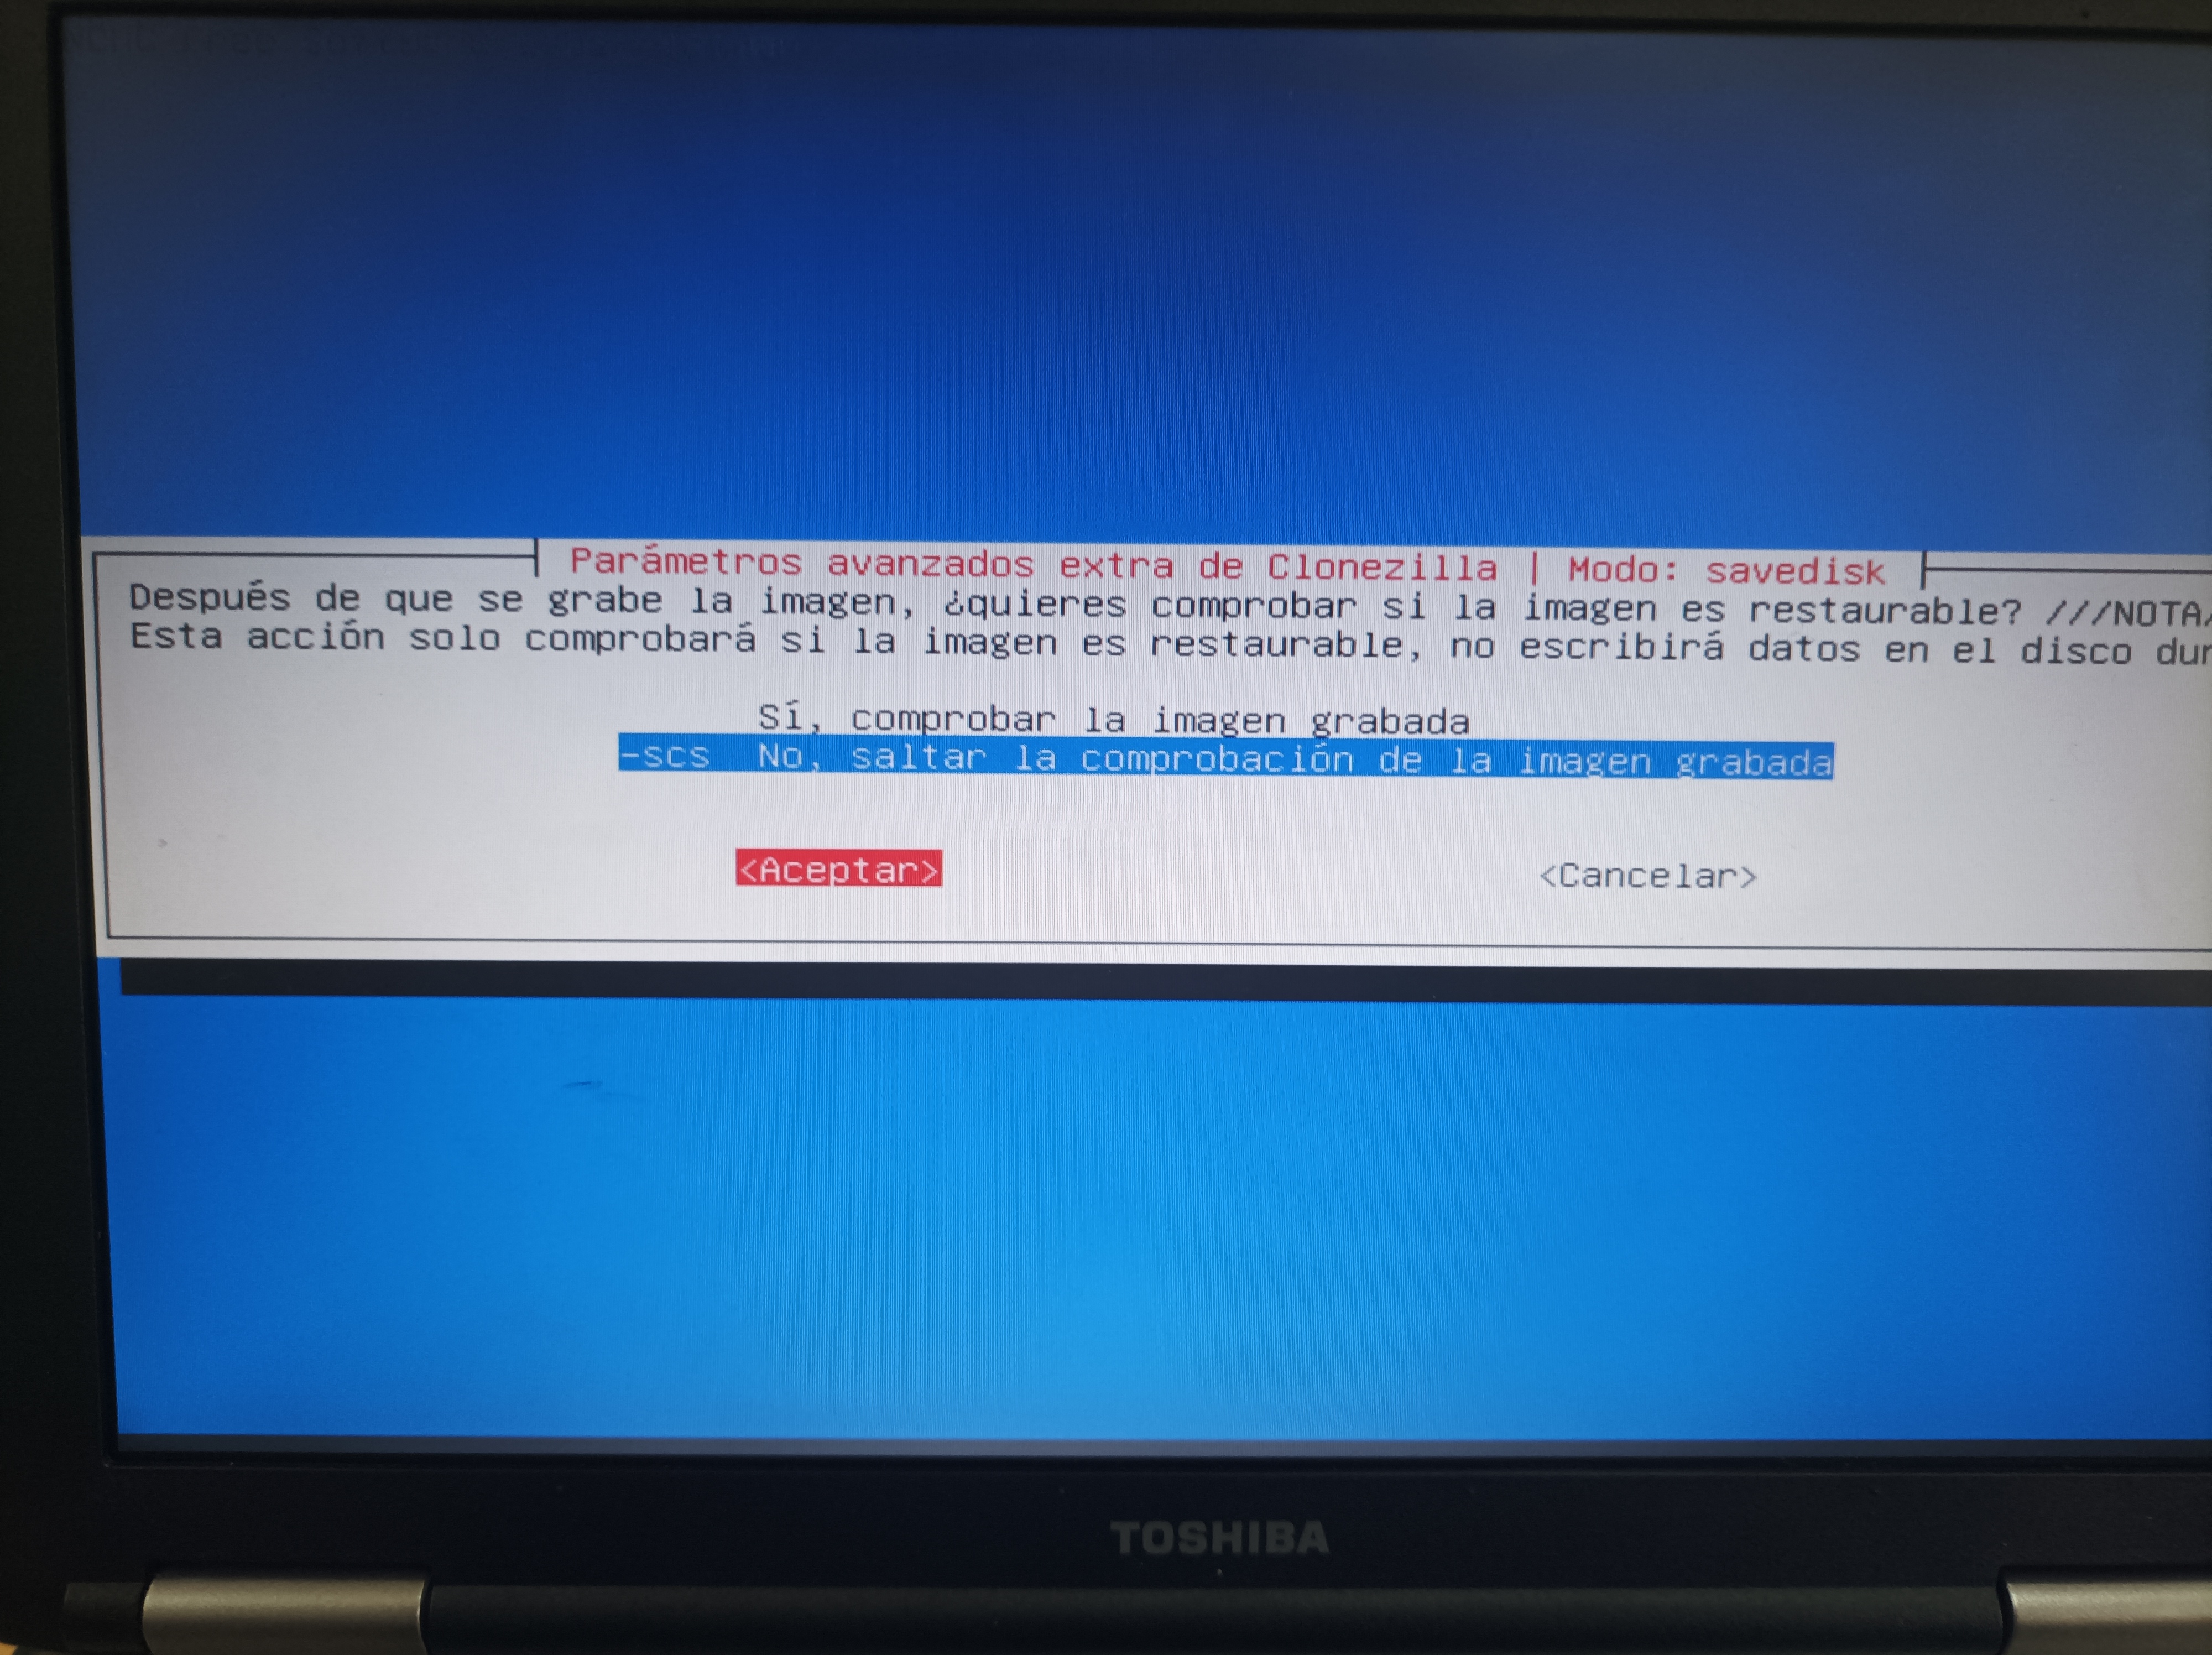 Parámetros avanzados extra de Clonezilla | Modo: savedisk
Después de que se grabe la imagen, ¿quieres comprobar si la imagen es restaurable? ///NOTA
Esta acción solo comprobará si la imagen es restaurable, no escribirá datos en el disco dur
Sí, comprobar la imagen grabada
-scs No, saltar la comprobación de la imagen grabada
<Aceptar> <Cancelar>
TOSHIBA